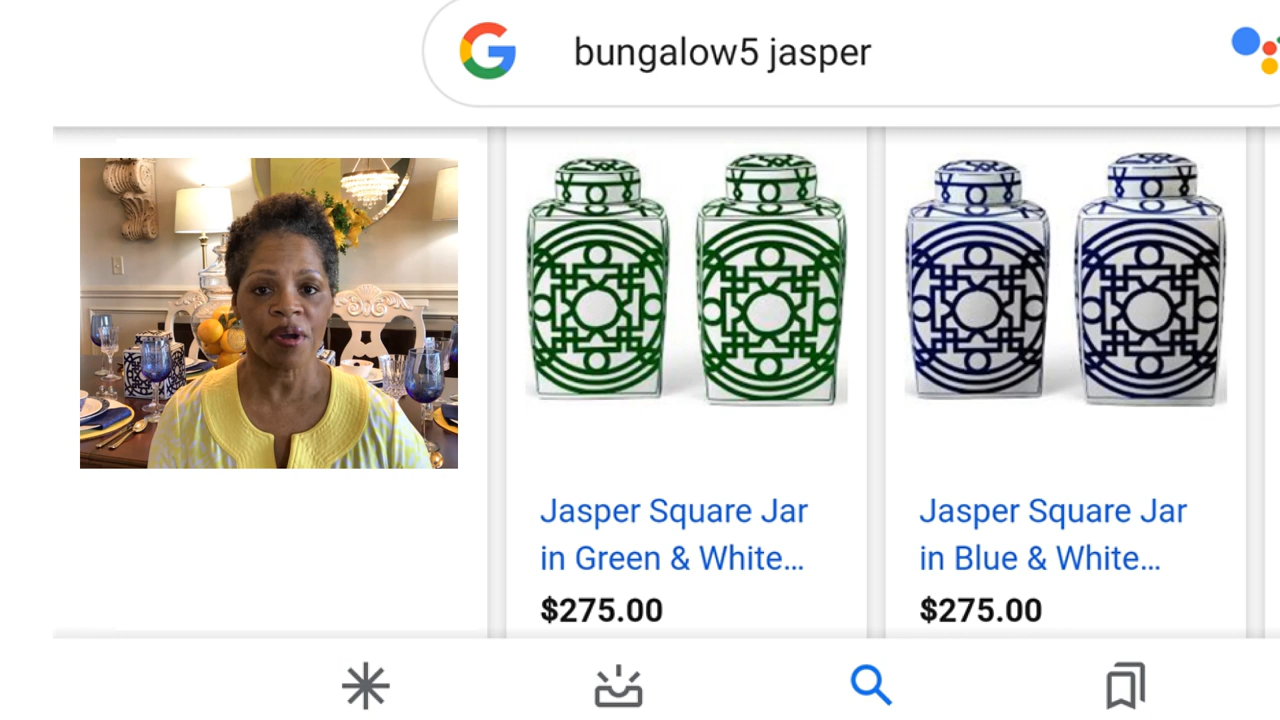 bungalow5 jasper
Jasper Square Jar
in Green & White...
$275.00
Jasper Square Jar
in Blue & White...
$275.00